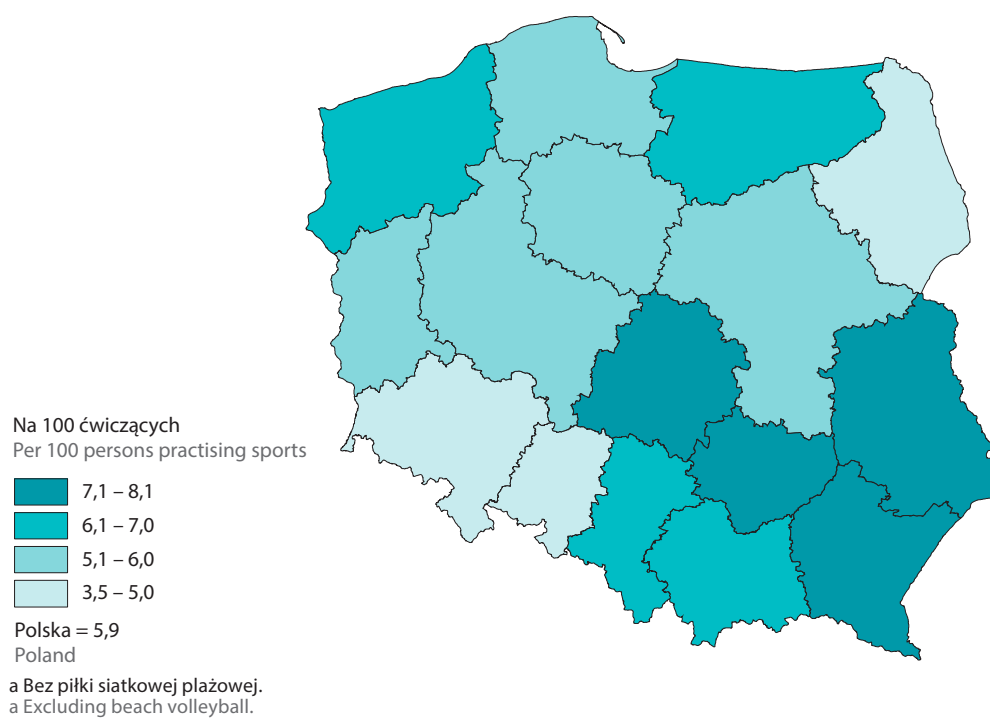 Na 100 ćwiczących
Per 100 persons practising sports
7,1 – 8,1
6,1 – 7,0
5,1 – 6,0
3,5 – 5,0
Polska = 5,9
Poland
a Bez piłki siatkowej plażowej.
a Excluding beach volleyball.